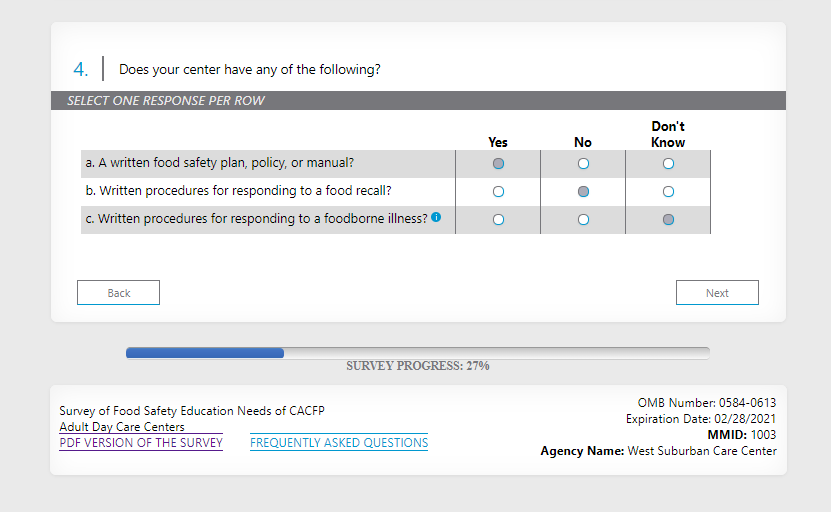 4. Does your center have any of the following?
SELECT ONE RESPONSE PER ROW
Yes No Don't Know
a. A written food safety plan, policy, or manual?
b. Written procedures for responding to a food recall?
c. Written procedures for responding to a foodborne illness? i
Back Next
SURVEY PROGRESS: 27%
Survey of Food Safety Education Needs of CACFP
Adult Day Care Centers
PDF VERSION OF THE SURVEY FREQUENTLY ASKED QUESTIONS
OMB Number: 0584-0613
Expiration Date: 02/28/2021
MMID: 1003
Agency Name: West Suburban Care Center